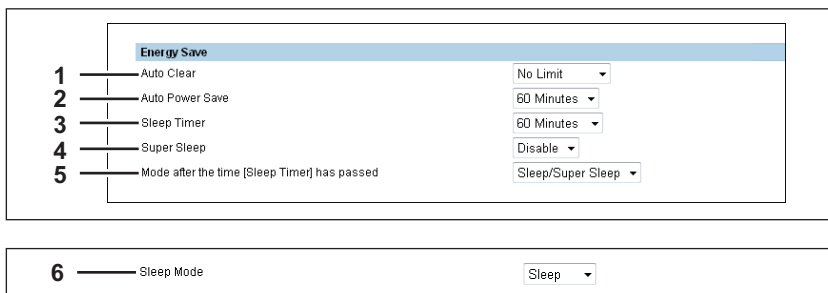 Energy Save
1 Auto Clear No Limit
2 Auto Power Save 60 Minutes
3 Sleep Timer 60 Minutes
4 Super Sleep Disable
5 Mode after the time [Sleep Timer] has passed Sleep/Super Sleep
6 Sleep Mode Sleep